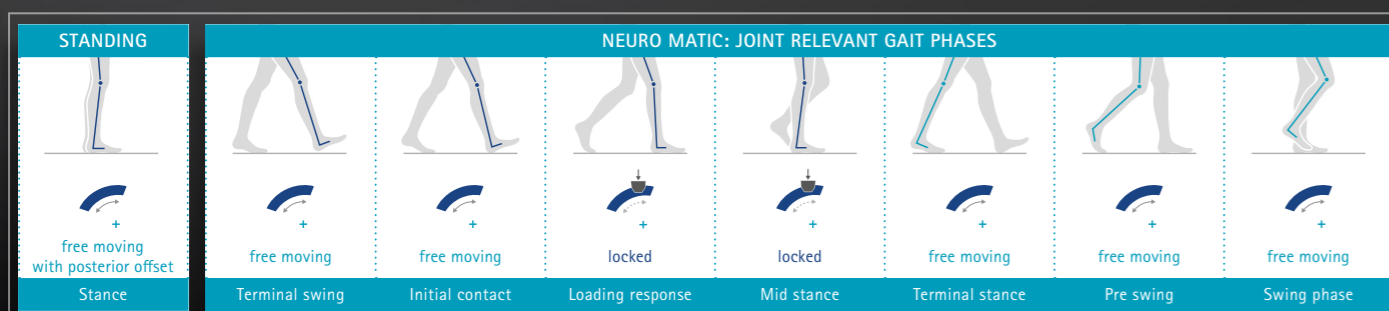 STANDING
NEURO MATIC: JOINT RELEVANT GAIT PHASES
+
+
+
+
+
+
+
+
free moving
with posterior offset
free moving
free moving
locked
locked
free moving
free moving
free moving
Stance
Terminal swing
Initial contact
Loading response
Mid stance
Terminal stance
Pre swing
Swing phase